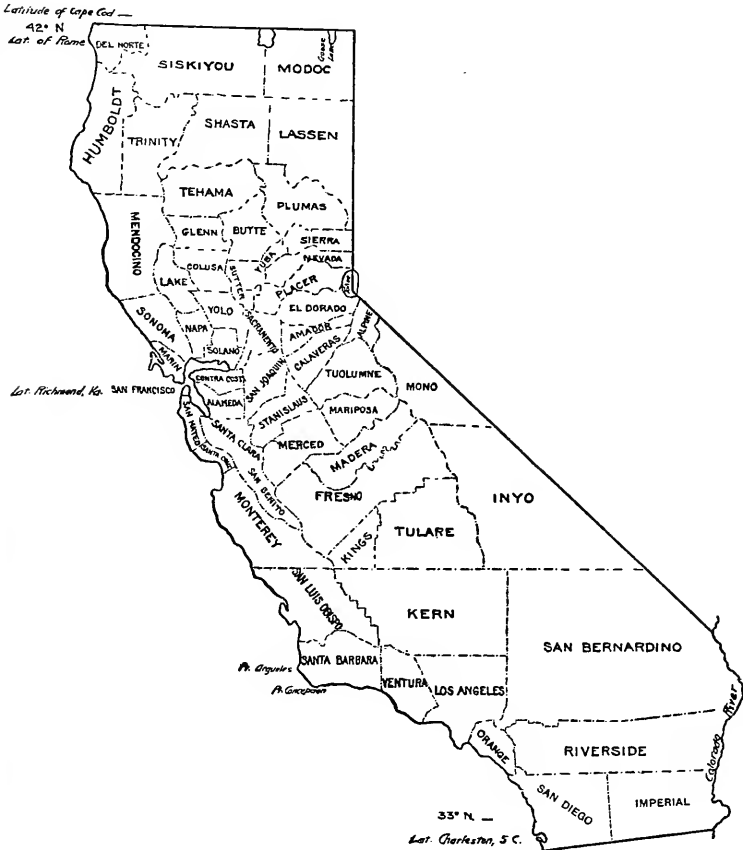 Latitude of Cape Cod —
42° N
Lat. of Rome
DEL NORTE
SISKIYOU
MODOC
Goose Lake
HUMBOLDT
TRINITY
SHASTA
LASSEN
TEHAMA
PLUMAS
MENDOCINO
GLENN
BUTTE
SIERRA
YUBA
NEVADA
COLUSA
SUTTER
PLACER
LAKE
YOLO
EL DORADO
SONOMA
NAPA
SACRAMENTO
AMADOR
ALPINE
SOLANO
CALAVERAS
MARIN
CONTRA COST
SAN JOAQUIN
TUOLUMNE
MONO
Lat. Richmond, Va.
SAN FRANCISCO
ALAMEDA
STANISLAUS
MARIPOSA
SAN MATEO
SANTA CLARA
SANTA CRUZ
MERCED
MADERA
SAN BENITO
FRESNO
INYO
MONTEREY
KINGS
TULARE
SAN LUIS OBISPO
KERN
SAN BERNARDINO
Pt. Arguelos
SANTA BARBARA
Pt. Concepcion
VENTURA
LOS ANGELES
Colorado River
ORANGE
RIVERSIDE
SAN DIEGO
IMPERIAL
33° N. —
Lat. Charleston, S C.